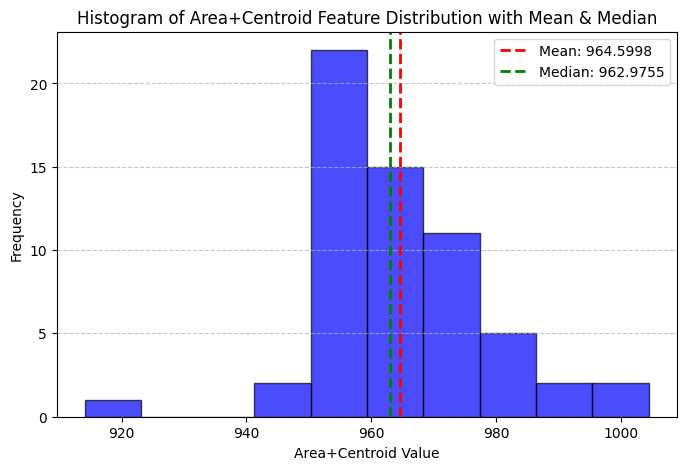 Histogram of Area+Centroid Feature Distribution with Mean & Median
Mean: 964.5998
Median: 962.9755
Frequency
20
15
10
5
0
920
940
960
980
1000
Area+Centroid Value